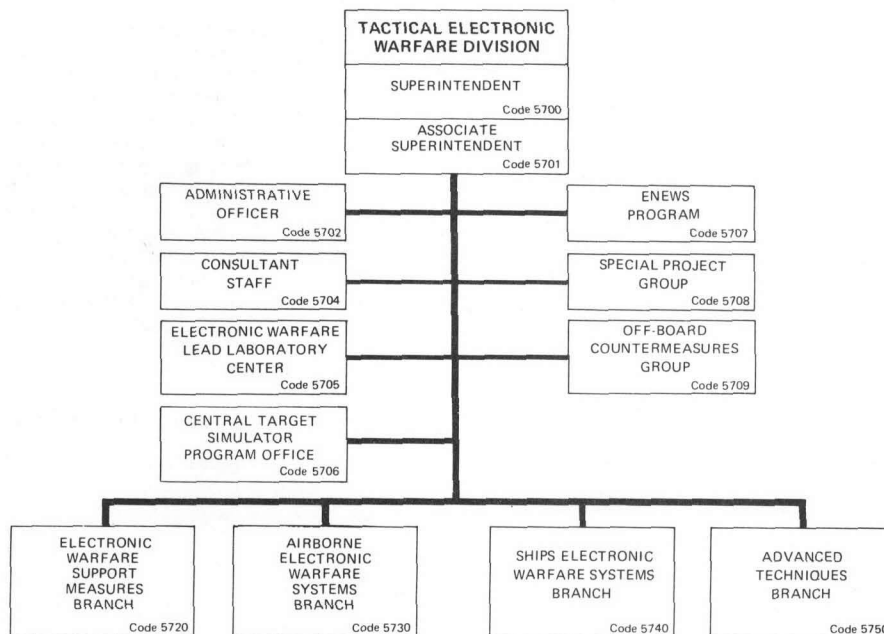 TACTICAL ELECTRONIC
WARFARE DIVISION
SUPERINTENDENT
Code 5700
ASSOCIATE
SUPERINTENDENT
Code 5701
ADMINISTRATIVE
OFFICER
Code 5702
ENEWS
PROGRAM
Code 5707
CONSULTANT
STAFF
Code 5704
SPECIAL PROJECT
GROUP
Code 5708
ELECTRONIC WARFARE
LEAD LABORATORY
CENTER
Code 5705
OFF-BOARD
COUNTERMEASURES
GROUP
Code 5709
CENTRAL TARGET
SIMULATOR
PROGRAM OFFICE
Code 5706
ELECTRONIC
WARFARE
SUPPORT
MEASURES
BRANCH
Code 5720
AIRBORNE
ELECTRONIC
WARFARE
SYSTEMS
BRANCH
Code 5730
SHIPS ELECTRONIC
WARFARE SYSTEMS
BRANCH
Code 5740
ADVANCED
TECHNIQUES
BRANCH
Code 5750